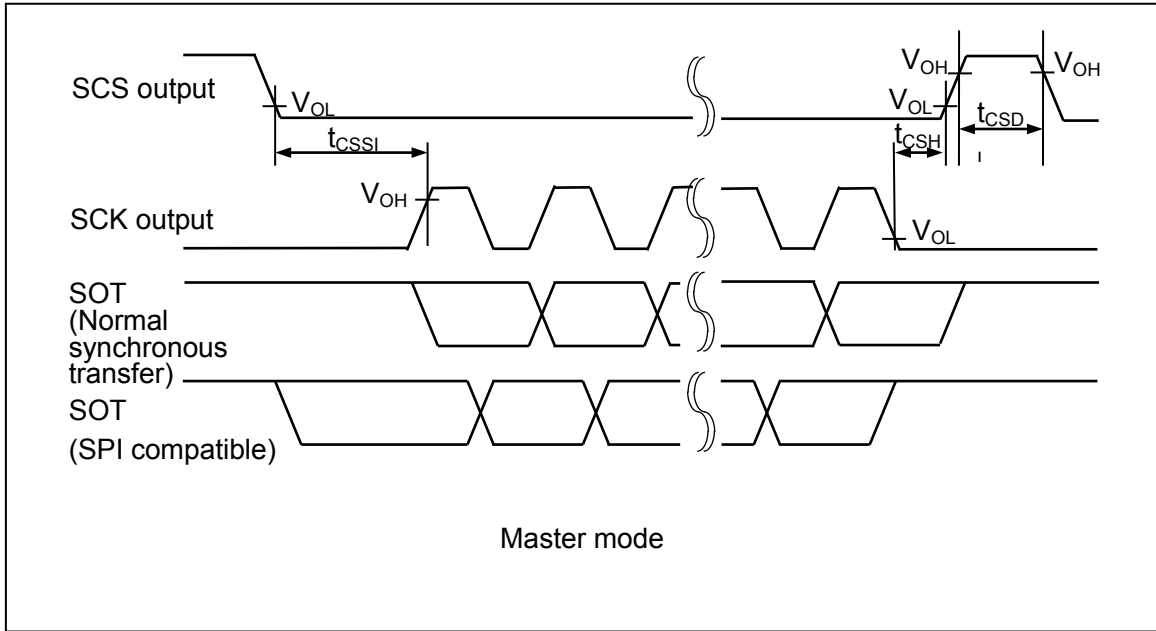 SCS output
V_OL
t_CSSI
V_OH
V_OL
V_OH
t_CSH
t_CSD
I
SCK output
V_OH
V_OL
SOT
(Normal
synchronous
transfer)
SOT
(SPI compatible)
Master mode